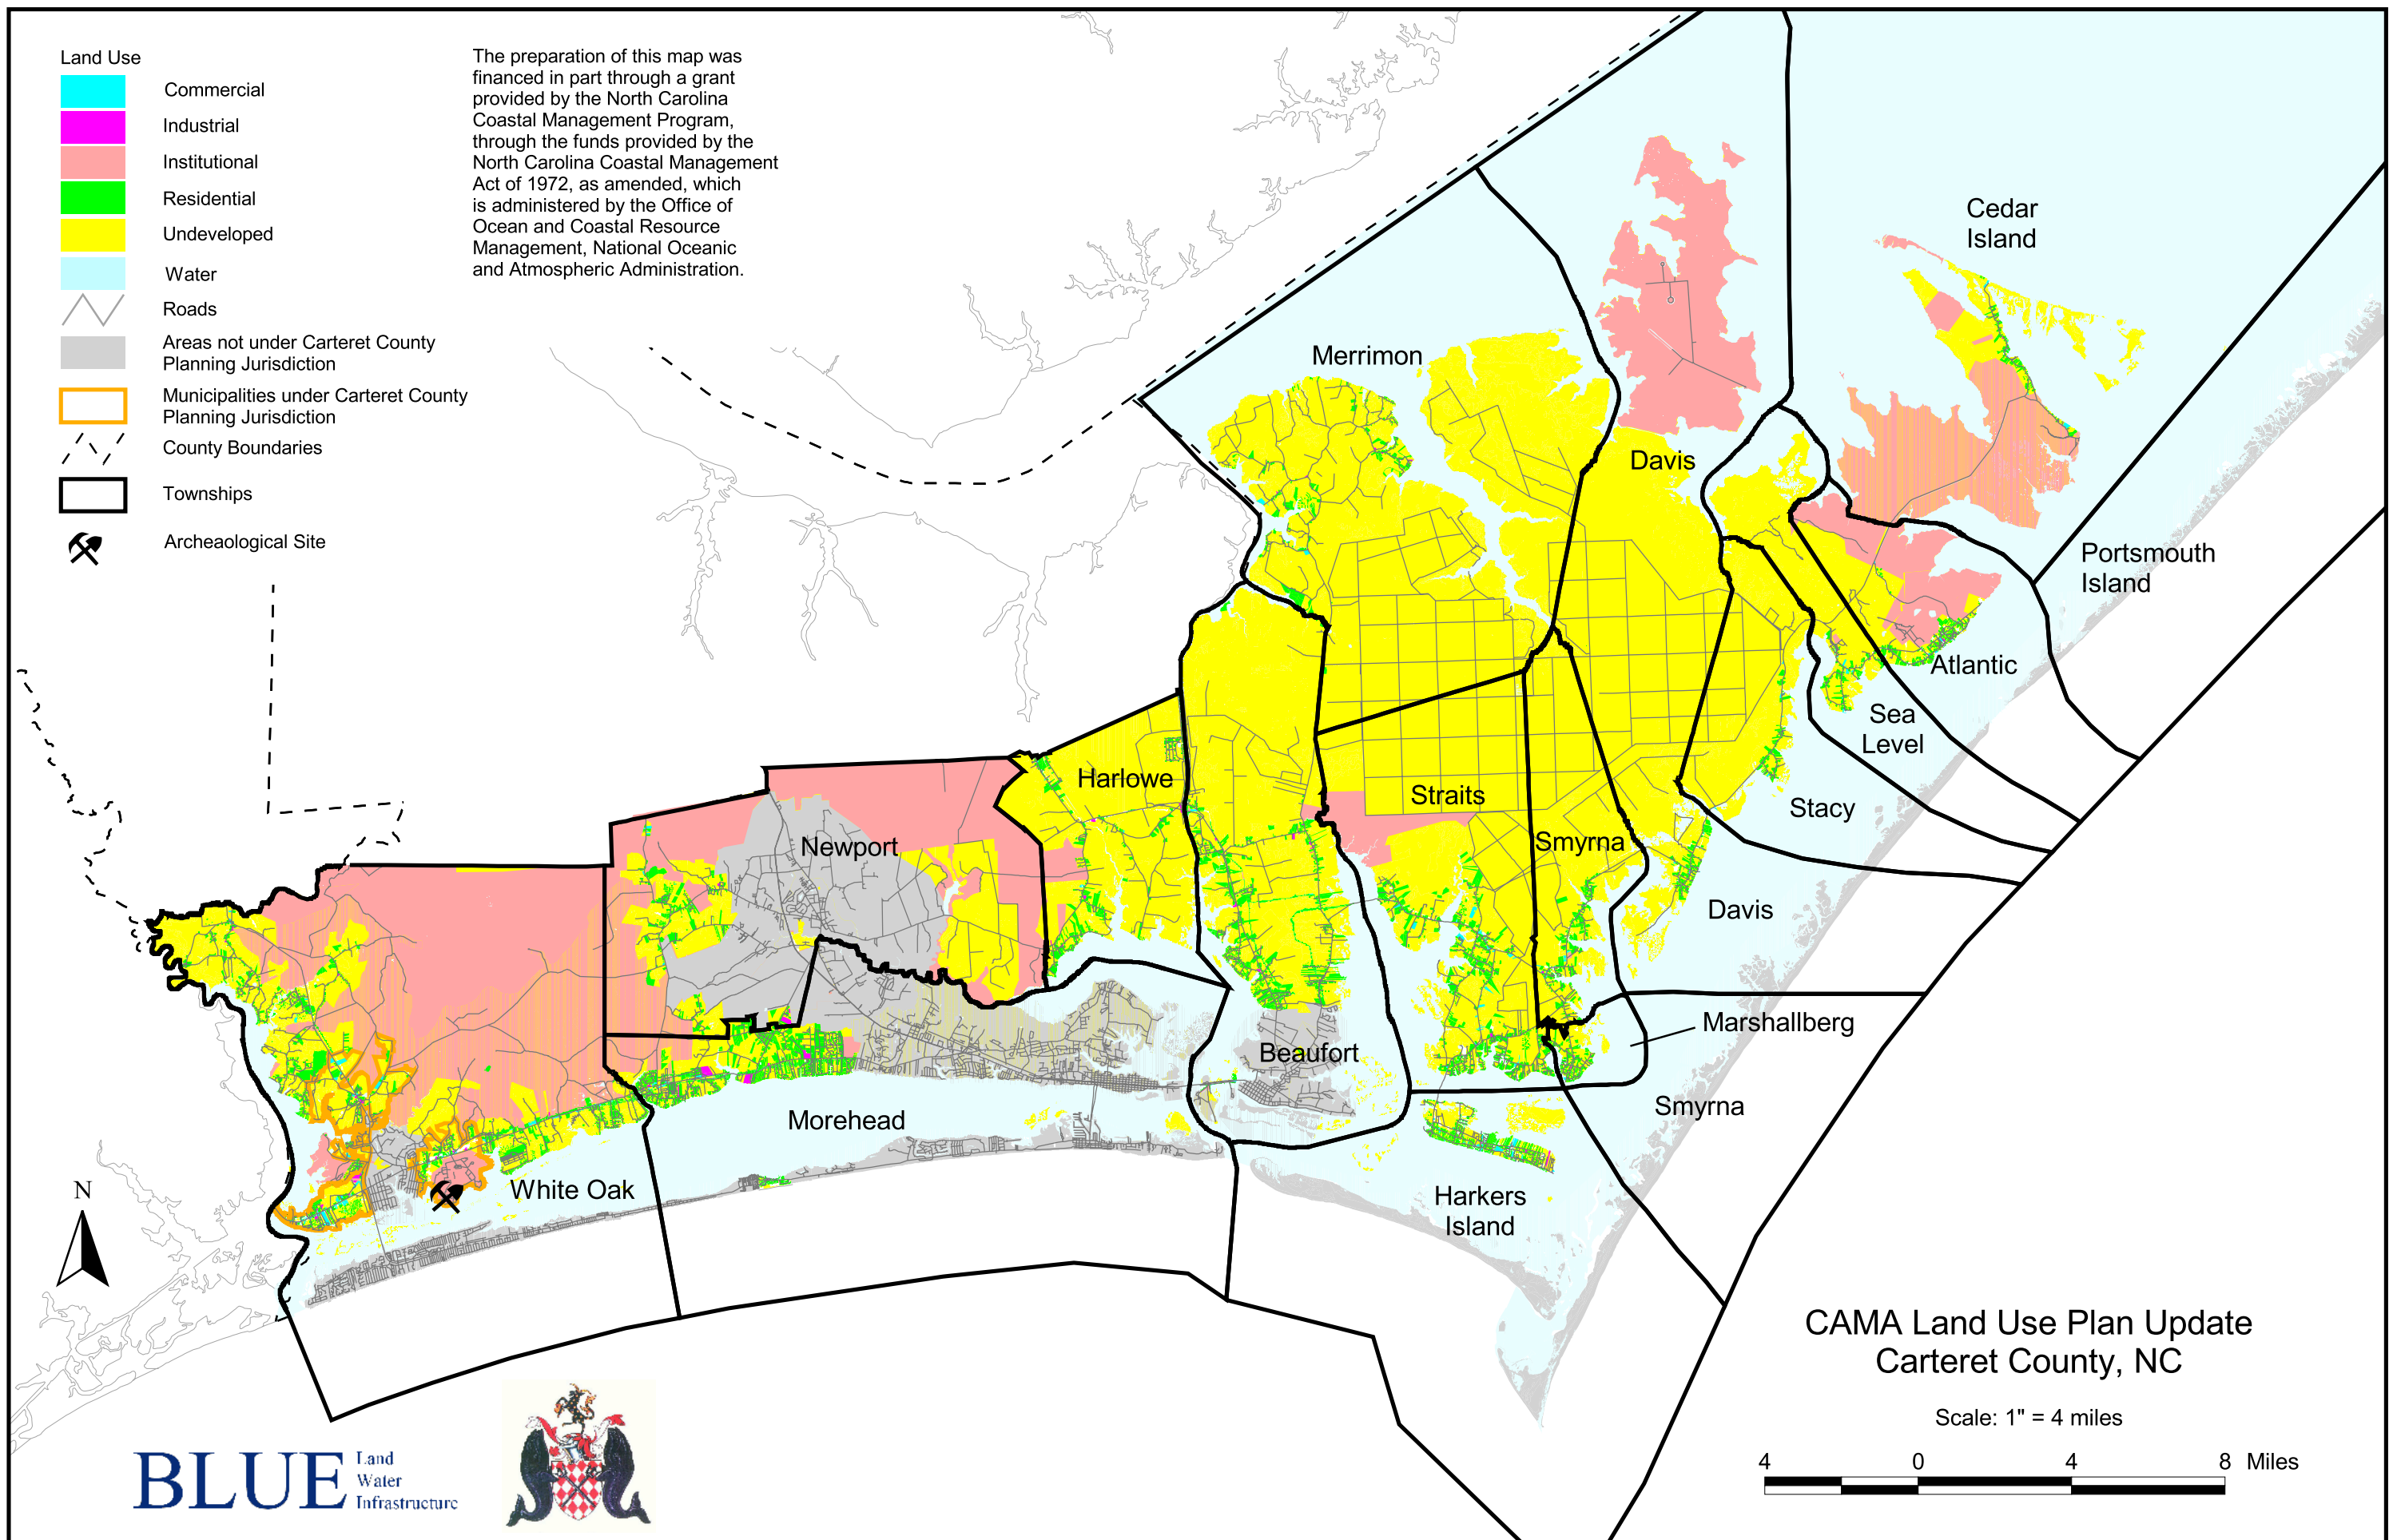 Land Use
Commercial
Industrial
Institutional
Residential
Undeveloped
Water
Roads
Areas not under Carteret County
Planning Jurisdiction
Municipalities under Carteret County
Planning Jurisdiction
County Boundaries
Townships
Archeaological Site
The preparation of this map was
financed in part through a grant
provided by the North Carolina
Coastal Management Program,
through the funds provided by the
North Carolina Coastal Management
Act of 1972, as amended, which
is administered by the Office of
Ocean and Coastal Resource
Management, National Oceanic
and Atmospheric Administration.
Cedar
Island
Merrimon
Davis
Portsmouth
Island
Atlantic
Sea
Level
Harlowe
Straits
Stacy
Newport
Smyrna
Davis
Marshallberg
Beaufort
Smyrna
Morehead
White Oak
Harkers
Island
N
CAMA Land Use Plan Update
Carteret County, NC
Scale: 1" = 4 miles
4 0 4 8 Miles
BLUE
Land
Water
Infrastructure